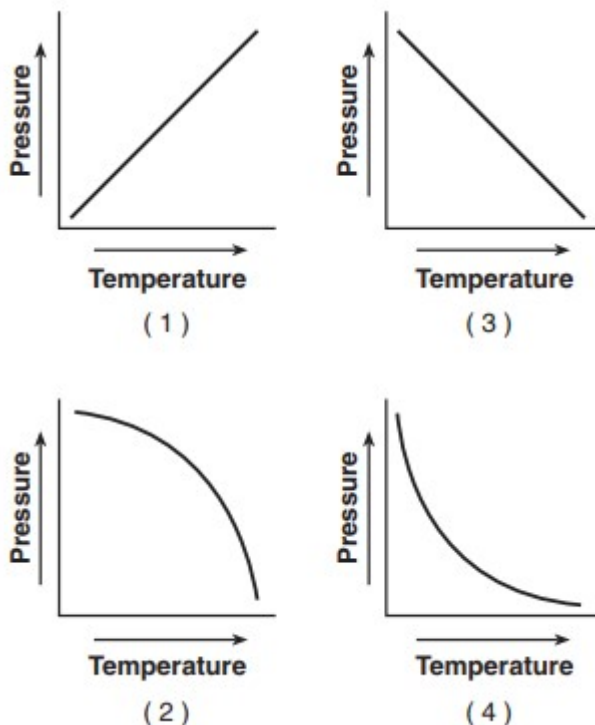 Pressure
Temperature
( 1 )
Pressure
Temperature
( 3 )
Pressure
Temperature
( 2 )
Pressure
Temperature
( 4 )